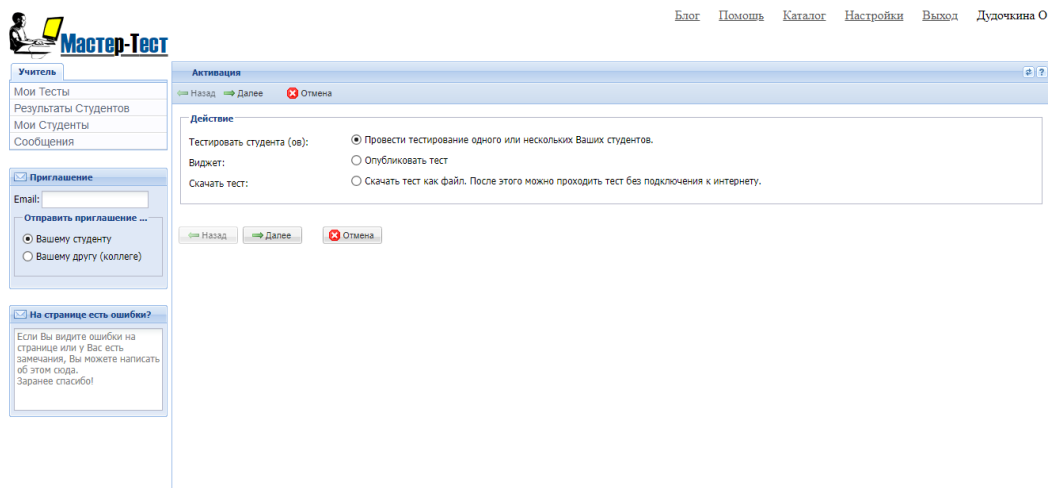 Блог Помощь Каталог Настройки Выход Дудочкина О
Мастер-Тест
Учитель
Мои Тесты
Результаты Студентов
Мои Студенты
Сообщения
Приглашение
Email:
Отправить приглашение ...
Вашему студенту
Вашему другу (коллеге)
На странице есть ошибки?
Если Вы видите ошибки на
странице или у Вас есть
замечания, Вы можете написать
об этом сюда.
Заранее спасибо!
Активация
Назад Далее Отмена
Действие
Тестировать студента (ов): Провести тестирование одного или нескольких Ваших студентов.
Виджет: Опубликовать тест
Скачать тест: Скачать тест как файл. После этого можно проходить тест без подключения к интернету.
Назад Далее Отмена